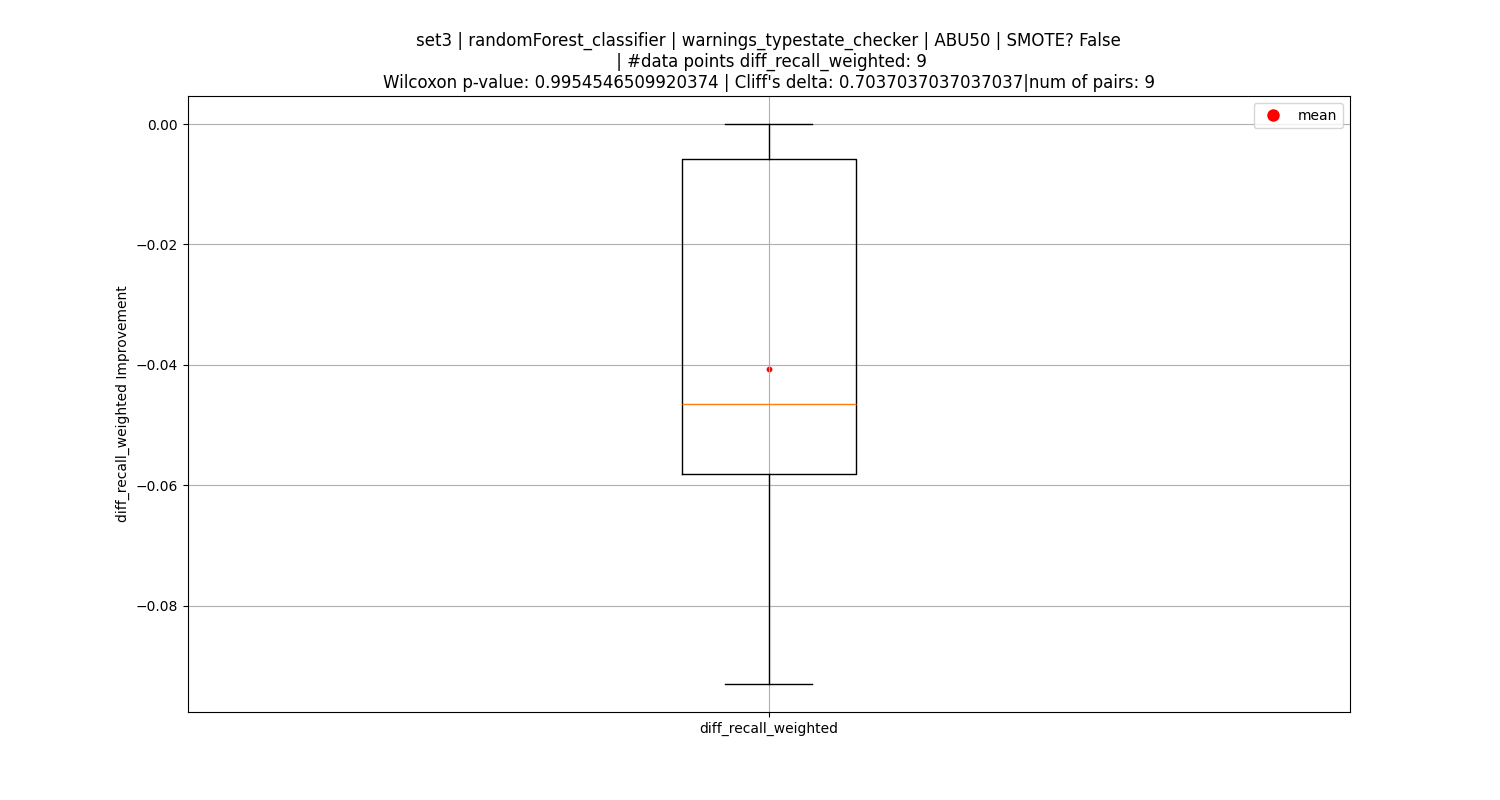 set3 | randomForest_classifier | warnings_typestate_checker | ABU50 | SMOTE? False
| #data points diff_recall_weighted: 9
Wilcoxon p-value: 0.9954546509920374 | Cliff's delta: 0.7037037037037037|num of pairs: 9
mean
0.00
−0.02
−0.04
−0.06
−0.08
diff_recall_weighted Improvement
diff_recall_weighted